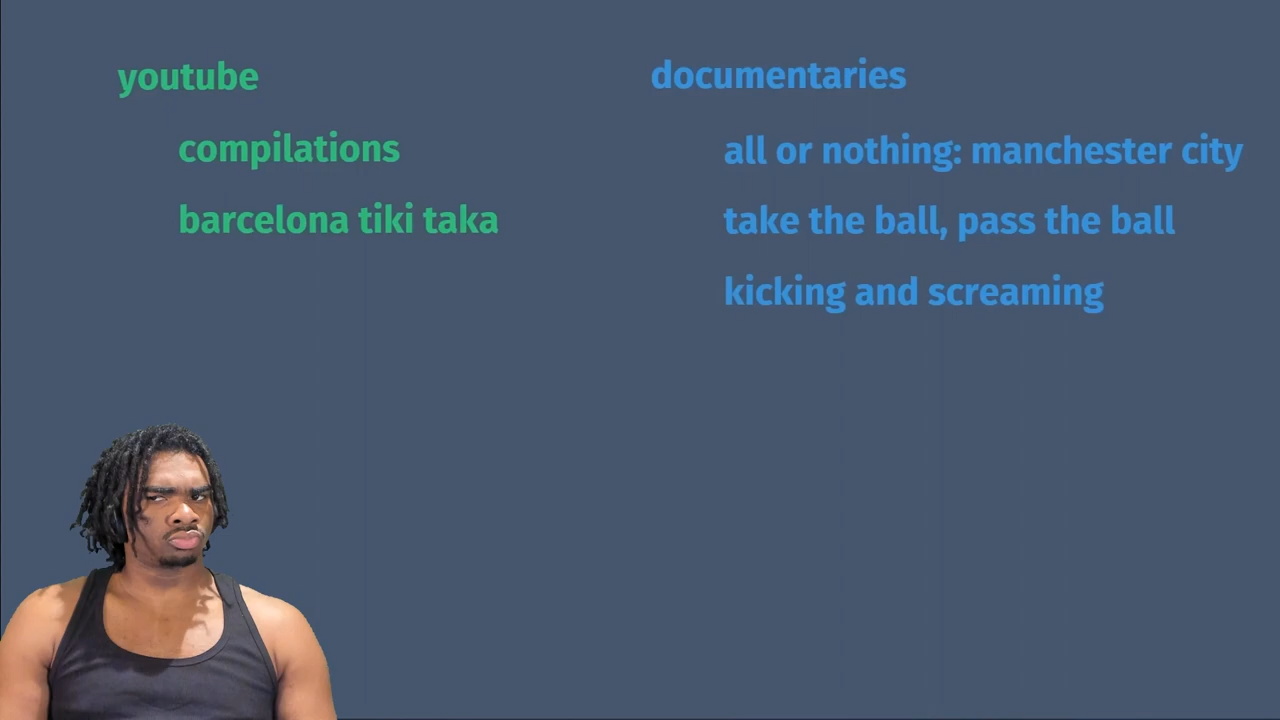 youtube
compilations
barcelona tiki taka
documentaries
all or nothing: manchester city
take the ball, pass the ball
kicking and screaming